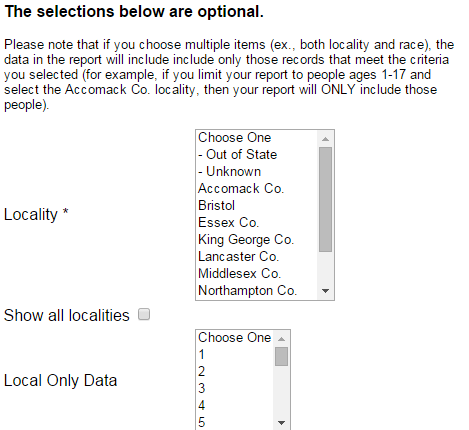 The selections below are optional.
Please note that if you choose multiple items (ex., both locality and race), the
data in the report will include include only those records that meet the criteria
you selected (for example, if you limit your report to people ages 1-17 and
select the Accomack Co. locality, then your report will ONLY include those
people).
Locality *
Choose One
- Out of State
- Unknown
Accomack Co.
Bristol
Essex Co.
King George Co.
Lancaster Co.
Middlesex Co.
Northampton Co.
Show all localities
Local Only Data
Choose One
1
2
3
4
5